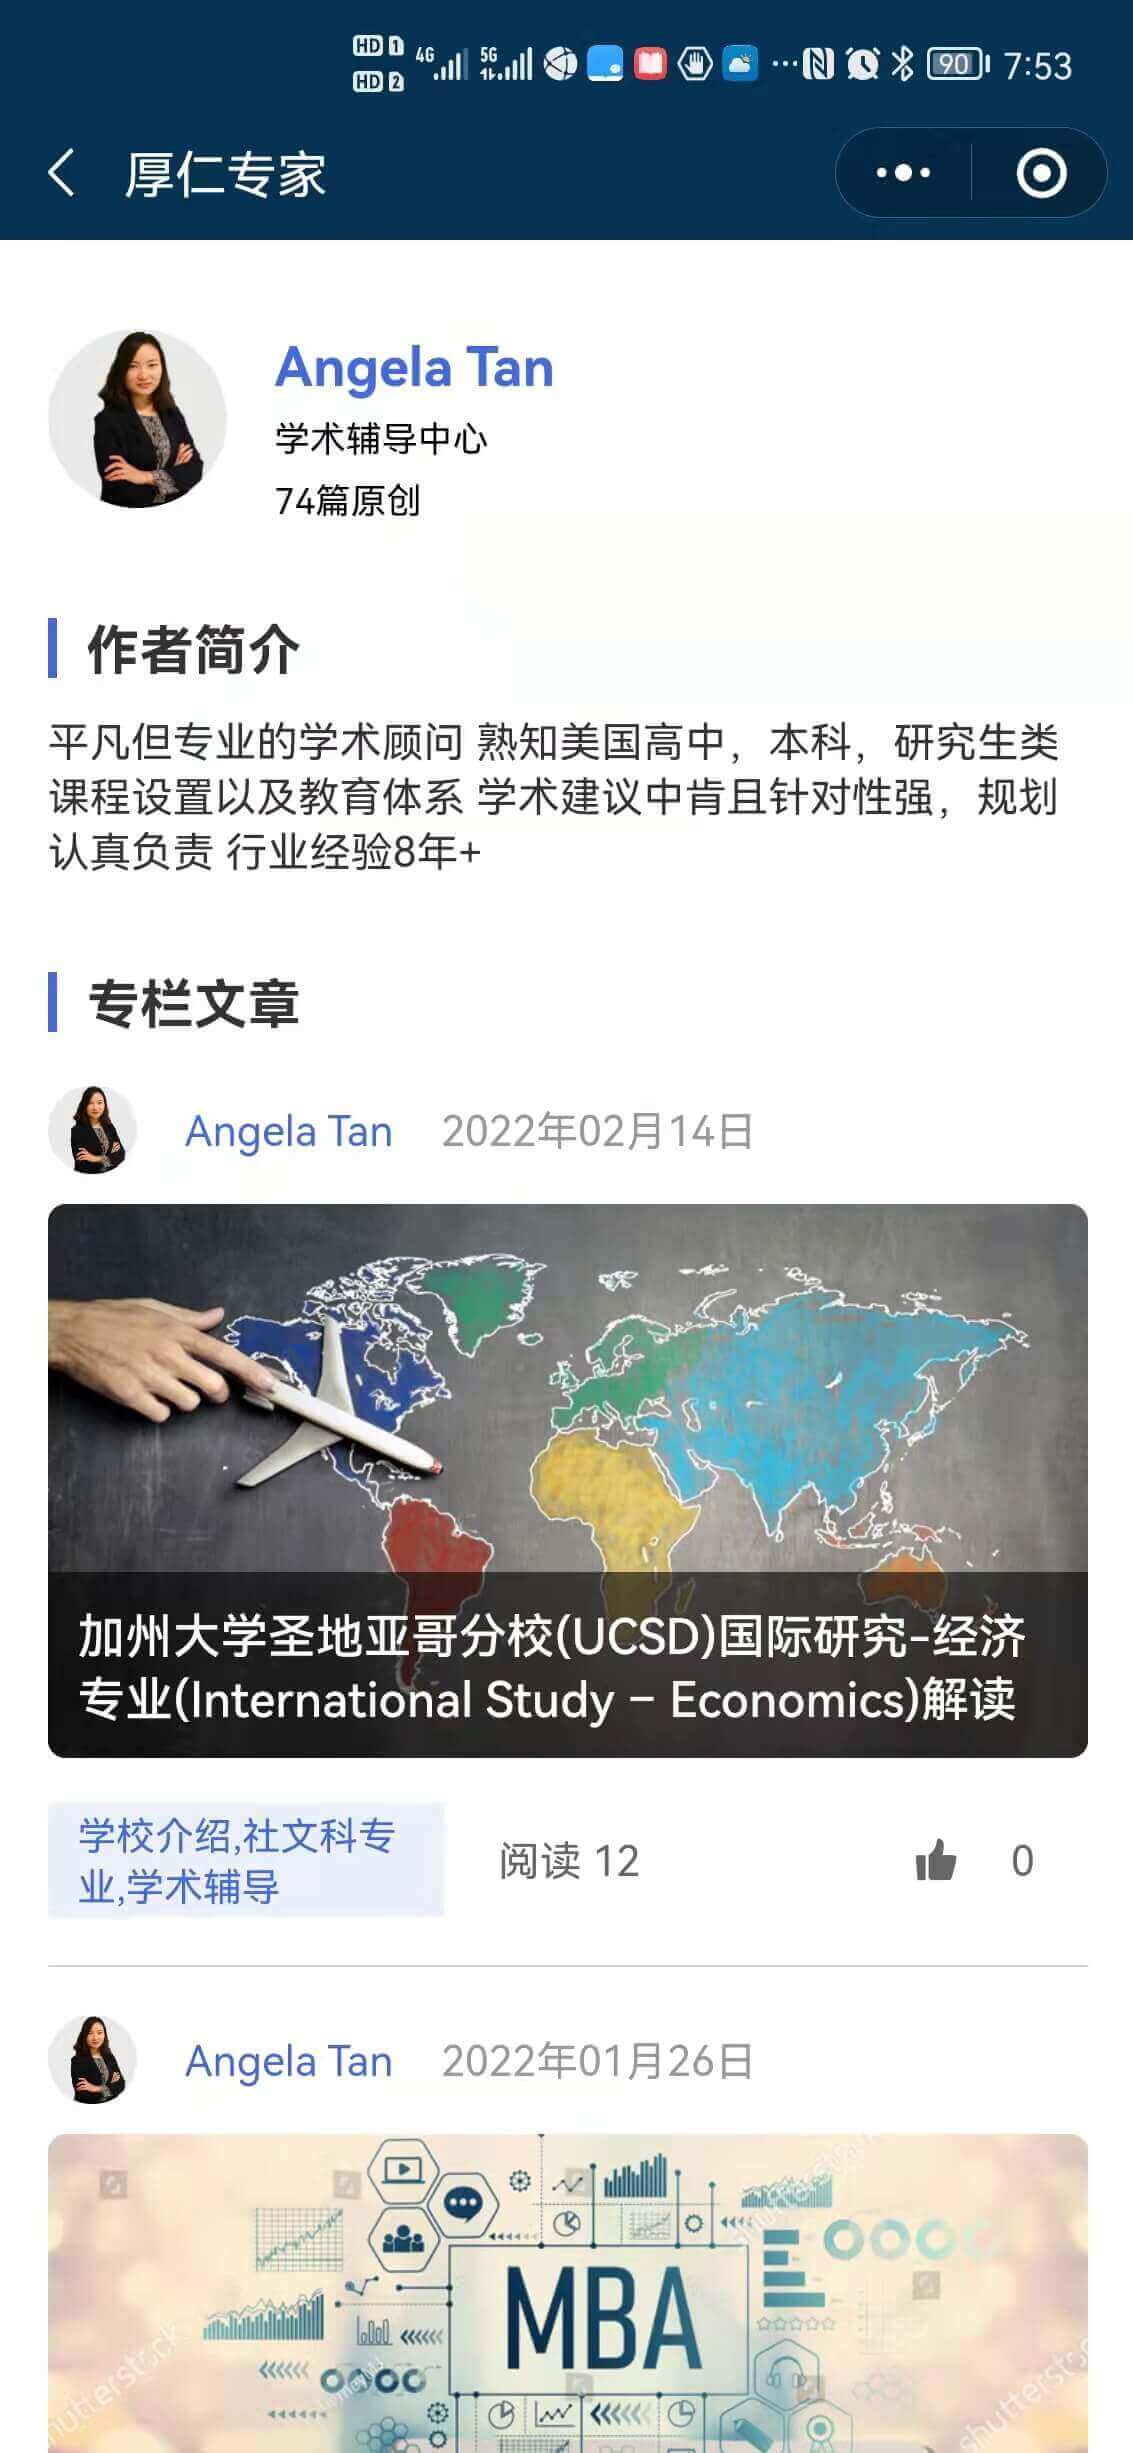 HD 1
HD 2
4G
5G
90
7:53
厚仁专家
Angela Tan
学术辅导中心
74篇原创
作者简介
平凡但专业的学术顾问 熟知美国高中，本科，研究生类
课程设置以及教育体系 学术建议中肯且针对性强，规划
认真负责 行业经验8年+
专栏文章
Angela Tan 2022年02月14日
加州大学圣地亚哥分校(UCSD)国际研究-经济
专业(International Study – Economics)解读
学校介绍,社文科专
业,学术辅导
阅读 12
0
Angela Tan 2022年01月26日
MBA
shutterstock